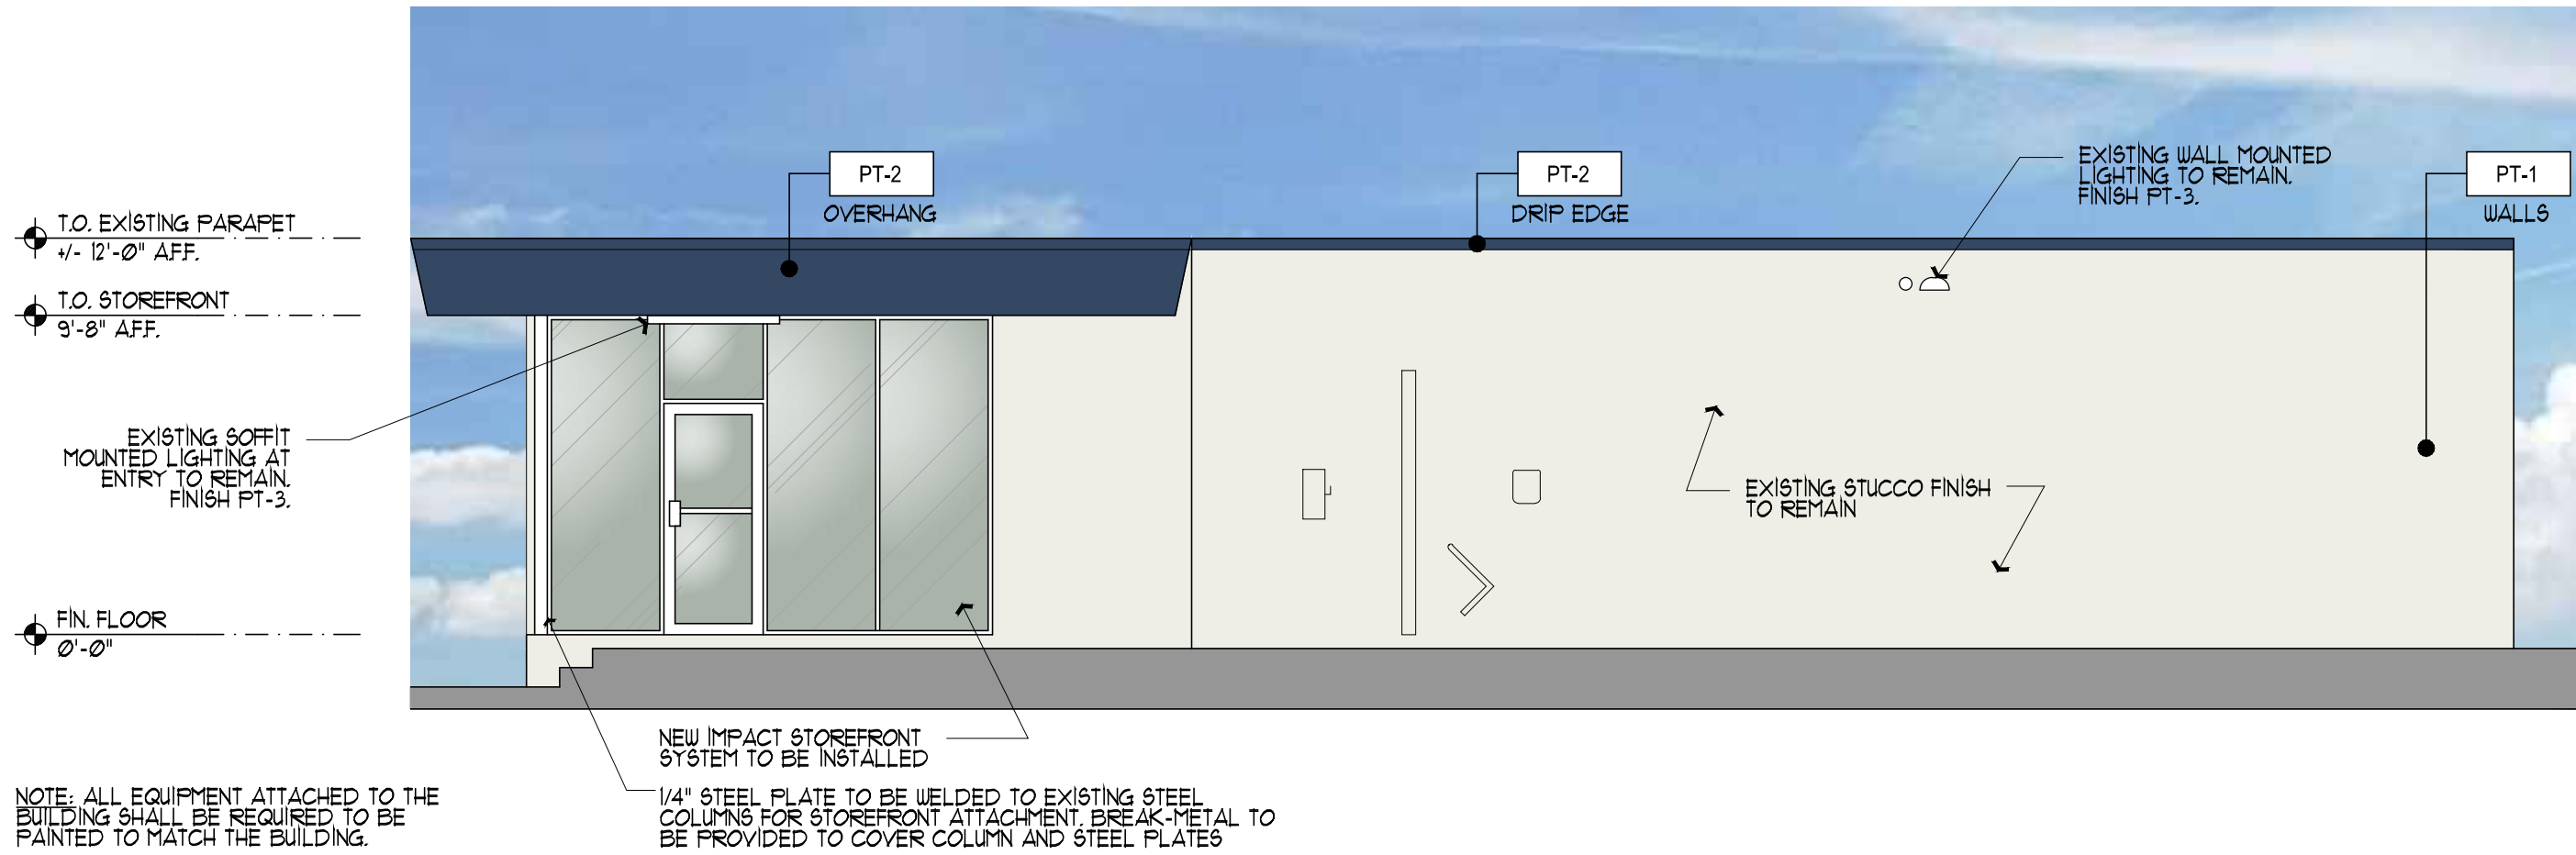 PT-2
OVERHANG
PT-2
DRIP EDGE
EXISTING WALL MOUNTED
LIGHTING TO REMAIN.
FINISH PT-3.
PT-1
WALLS
T.O. EXISTING PARAPET
+/- 12'-0" A.F.F.
T.O. STOREFRONT
9'-8" A.F.F.
EXISTING SOFFIT
MOUNTED LIGHTING AT
ENTRY TO REMAIN.
FINISH PT-3.
EXISTING STUCCO FINISH
TO REMAIN
FIN. FLOOR
0'-0"
NEW IMPACT STOREFRONT
SYSTEM TO BE INSTALLED
NOTE: ALL EQUIPMENT ATTACHED TO THE
BUILDING SHALL BE REQUIRED TO BE
PAINTED TO MATCH THE BUILDING.
1/4" STEEL PLATE TO BE WELDED TO EXISTING STEEL
COLUMNS FOR STOREFRONT ATTACHMENT. BREAK-METAL TO
BE PROVIDED TO COVER COLUMN AND STEEL PLATES